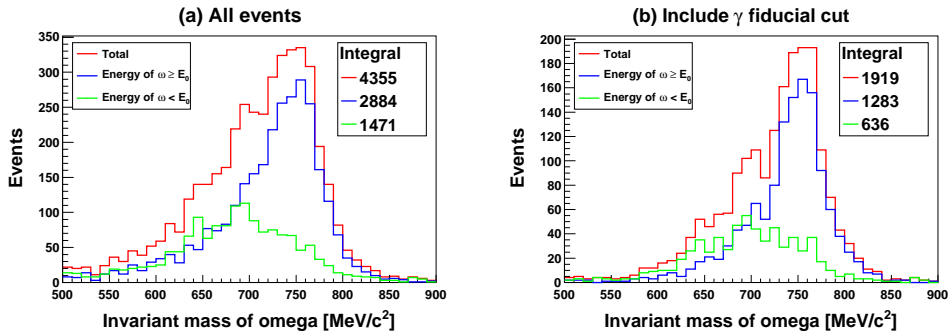 (a) All events
Events
350
300
250
200
150
100
50
0
Total
Energy of ω ≥ E₀
Energy of ω < E₀
Integral
4355
2884
1471
500 550 600 650 700 750 800 850 900
Invariant mass of omega [MeV/c²]
(b) Include γ fiducial cut
Events
200
180
160
140
120
100
80
60
40
20
0
Total
Energy of ω ≥ E₀
Energy of ω < E₀
Integral
1919
1283
636
500 550 600 650 700 750 800 850 900
Invariant mass of omega [MeV/c²]